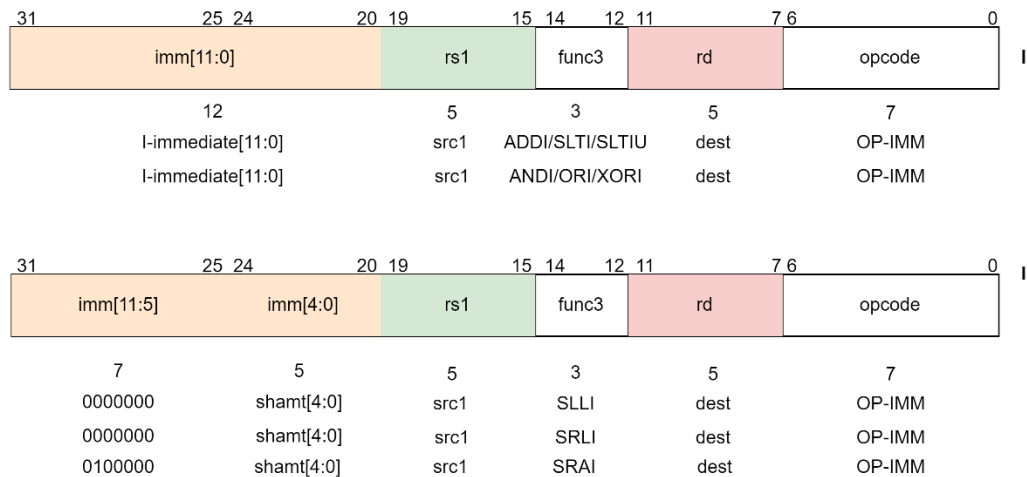 31 25 24 20 19 15 14 12 11 7 6 0
imm[11:0] rs1 func3 rd opcode I
12 5 3 5 7
I-immediate[11:0] src1 ADDI/SLTI/SLTIU dest OP-IMM
I-immediate[11:0] src1 ANDI/ORI/XORI dest OP-IMM
31 25 24 20 19 15 14 12 11 7 6 0
imm[11:5] imm[4:0] rs1 func3 rd opcode I
7 5 5 3 5 7
0000000 shamt[4:0] src1 SLLI dest OP-IMM
0000000 shamt[4:0] src1 SRLI dest OP-IMM
0100000 shamt[4:0] src1 SRAI dest OP-IMM